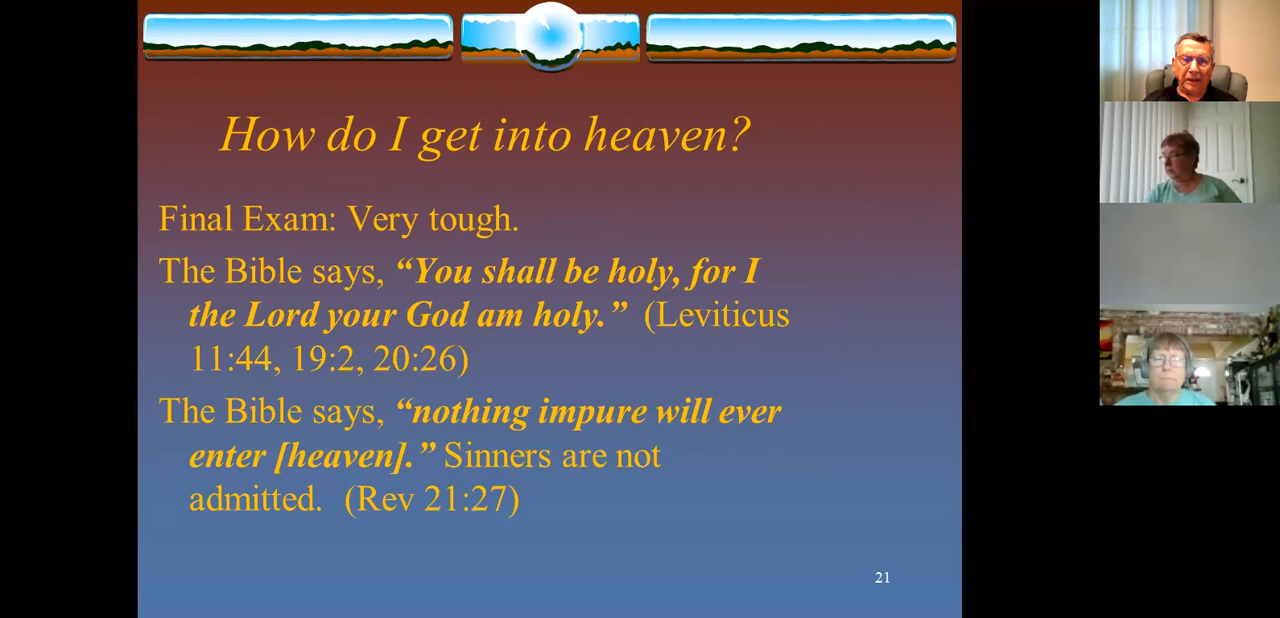 How do I get into heaven?
Final Exam: Very tough.
The Bible says, “You shall be holy, for I
the Lord your God am holy.” (Leviticus
11:44, 19:2, 20:26)
The Bible says, “nothing impure will ever
enter [heaven].” Sinners are not
admitted. (Rev 21:27)
21